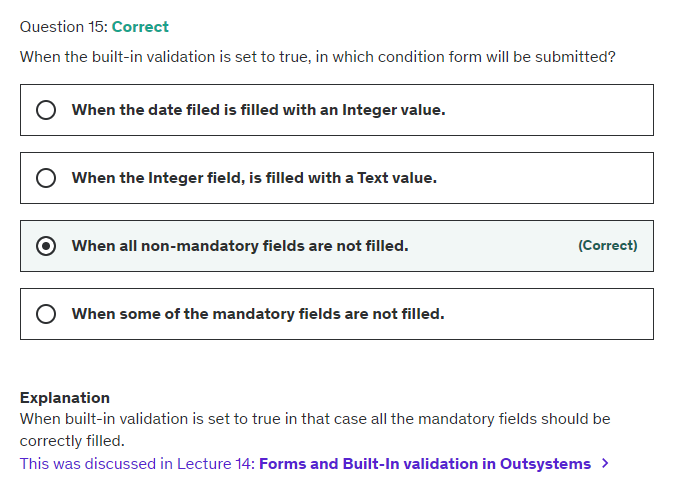 Question 15: Correct
When the built-in validation is set to true, in which condition form will be submitted?
When the date filed is filled with an Integer value.
When the Integer field, is filled with a Text value.
When all non-mandatory fields are not filled. (Correct)
When some of the mandatory fields are not filled.
Explanation
When built-in validation is set to true in that case all the mandatory fields should be
correctly filled.
This was discussed in Lecture 14: Forms and Built-In validation in Outsystems >